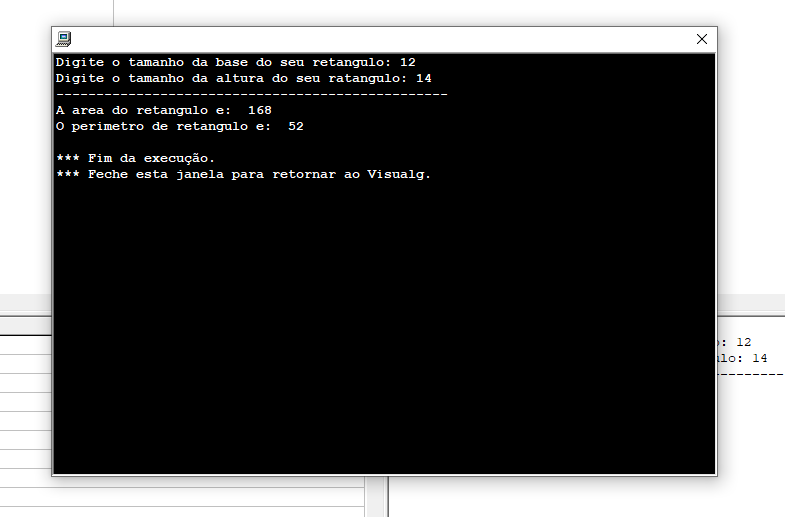 Digite o tamanho da base do seu retangulo: 12
Digite o tamanho da altura do seu ratangulo: 14
-------------------------------------------------
A area do retangulo e:  168
O perimetro de retangulo e:  52
*** Fim da execução.
*** Feche esta janela para retornar ao Visualg.
: 12
ulo: 14
---------